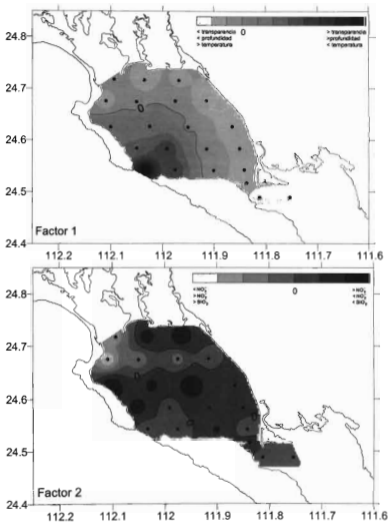 0
< transparencia > transparencia
< profundidad >profundidad
> temperatura < temperatura
24.8
24.7
24.6
24.5
24.4
0
Factor 1
112.2 112.1 112.0 111.9 111.8 111.7 111.6
0
24.8
24.7
24.6
24.5
24.4
Factor 2
112.2 112.1 112.0 111.9 111.8 111.7 111.6